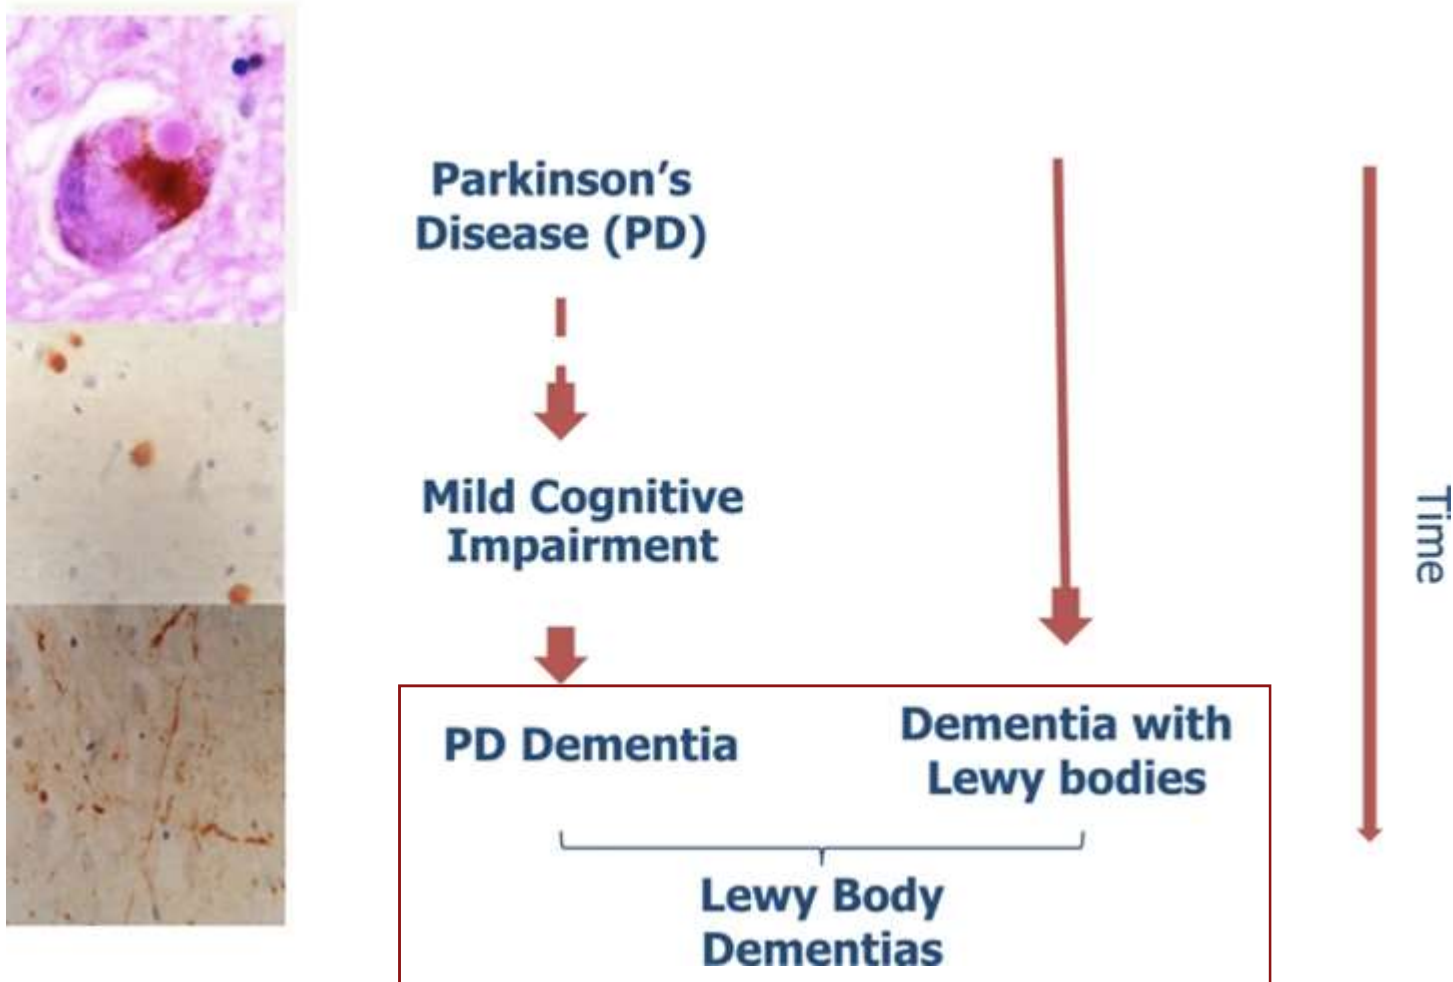 Parkinson’s
Disease (PD)
Mild Cognitive
Impairment
PD Dementia
Dementia with
Lewy bodies
Lewy Body
Dementias
Time